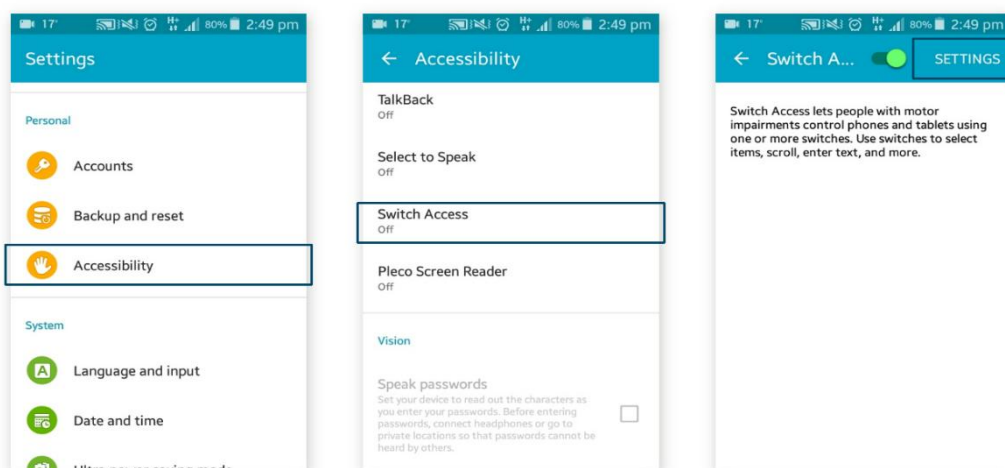 17°
H+
80%
2:49 pm
Settings
Personal
Accounts
Backup and reset
Accessibility
System
Language and input
Date and time
17°
H+
80%
2:49 pm
Accessibility
TalkBack
Off
Select to Speak
Off
Switch Access
Off
Pleco Screen Reader
Off
Vision
Speak passwords
Set your device to read out the characters as
you enter your passwords. Before entering
passwords, connect headphones or go to
private locations so that passwords cannot be
heard by others.
17°
H+
80%
2:49 pm
Switch A...
SETTINGS
Switch Access lets people with motor
impairments control phones and tablets using
one or more switches. Use switches to select
items, scroll, enter text, and more.